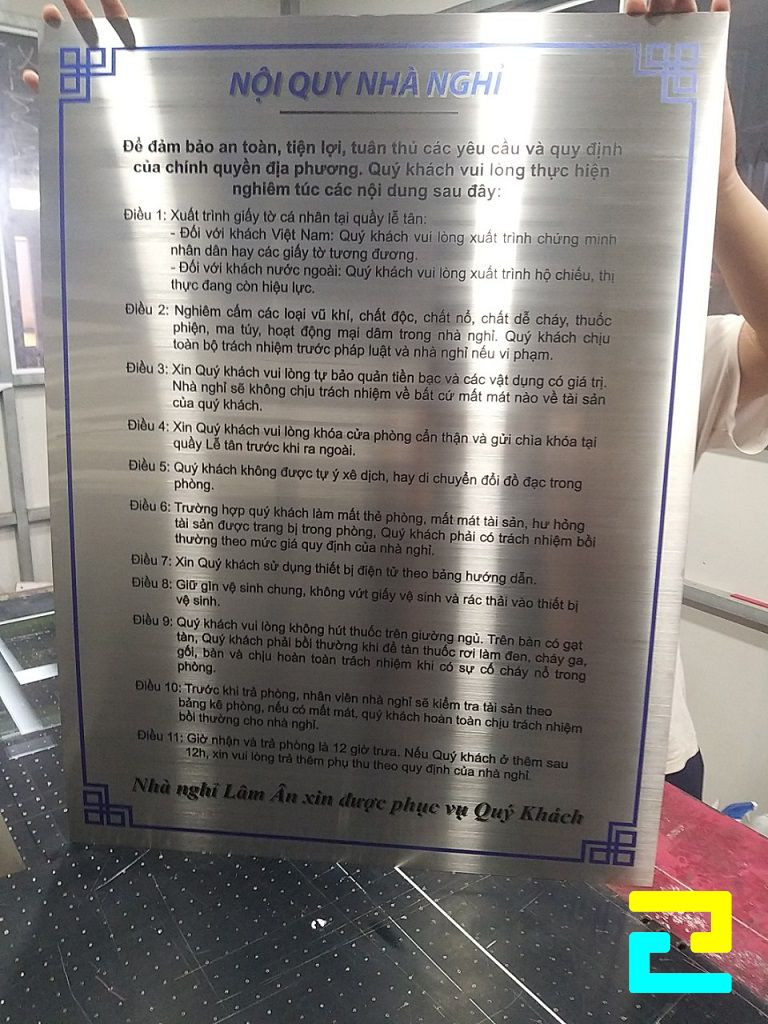 NỘI QUY NHÀ NGHỈ
Để đảm bảo an toàn, tiện lợi, tuân thủ các yêu cầu và quy định
của chính quyền địa phương. Quý khách vui lòng thực hiện
nghiêm túc các nội dung sau đây:
Điều 1: Xuất trình giấy tờ cá nhân tại quầy lễ tân:
- Đối với khách Việt Nam: Quý khách vui lòng xuất trình chứng minh
nhân dân hay các giấy tờ tương đương.
- Đối với khách nước ngoài: Quý khách vui lòng xuất trình hộ chiếu, thị
thực đang còn hiệu lực.
Điều 2: Nghiêm cấm các loại vũ khí, chất độc, chất nổ, chất dễ cháy, thuốc
phiện, ma túy, hoạt động mại dâm trong nhà nghỉ. Quý khách chịu
toàn bộ trách nhiệm trước pháp luật và nhà nghỉ nếu vi phạm.
Điều 3: Xin Quý khách vui lòng tự bảo quản tiền bạc và các vật dụng có giá trị.
Nhà nghỉ sẽ không chịu trách nhiệm về bất cứ mất mát nào về tài sản
của quý khách.
Điều 4: Xin Quý khách vui lòng khóa cửa phòng cẩn thận và gửi chìa khóa tại
quầy Lễ tân trước khi ra ngoài.
Điều 5: Quý khách không được tự ý xê dịch, hay di chuyển đổi đồ đạc trong
phòng.
Điều 6: Trường hợp quý khách làm mất thẻ phòng, mất mát tài sản, hư hỏng
tài sản được trang bị trong phòng, Quý khách phải có trách nhiệm bồi
thường theo mức giá quy định của nhà nghỉ.
Điều 7: Xin Quý khách sử dụng thiết bị điện tử theo bảng hướng dẫn.
Điều 8: Giữ gìn vệ sinh chung, không vứt giấy vệ sinh và rác thải vào thiết bị
vệ sinh.
Điều 9: Quý khách vui lòng không hút thuốc trên giường ngủ. Trên bàn có gạt
tàn, Quý khách phải bồi thường khi để tàn thuốc rơi làm đen, cháy ga,
gối, bàn và chịu hoàn toàn trách nhiệm khi có sự cố cháy nổ trong
phòng.
Điều 10: Trước khi trả phòng, nhân viên nhà nghỉ sẽ kiểm tra tài sản theo
bảng kê phòng, nếu có mất mát, quý khách hoàn toàn chịu trách nhiệm
bồi thường cho nhà nghỉ.
Điều 11: Giờ nhận và trả phòng là 12 giờ trưa. Nếu Quý khách ở thêm sau
12h, xin vui lòng trả thêm phụ thu theo quy định của nhà nghỉ.
Nhà nghỉ Lâm Ân xin được phục vụ Quý Khách